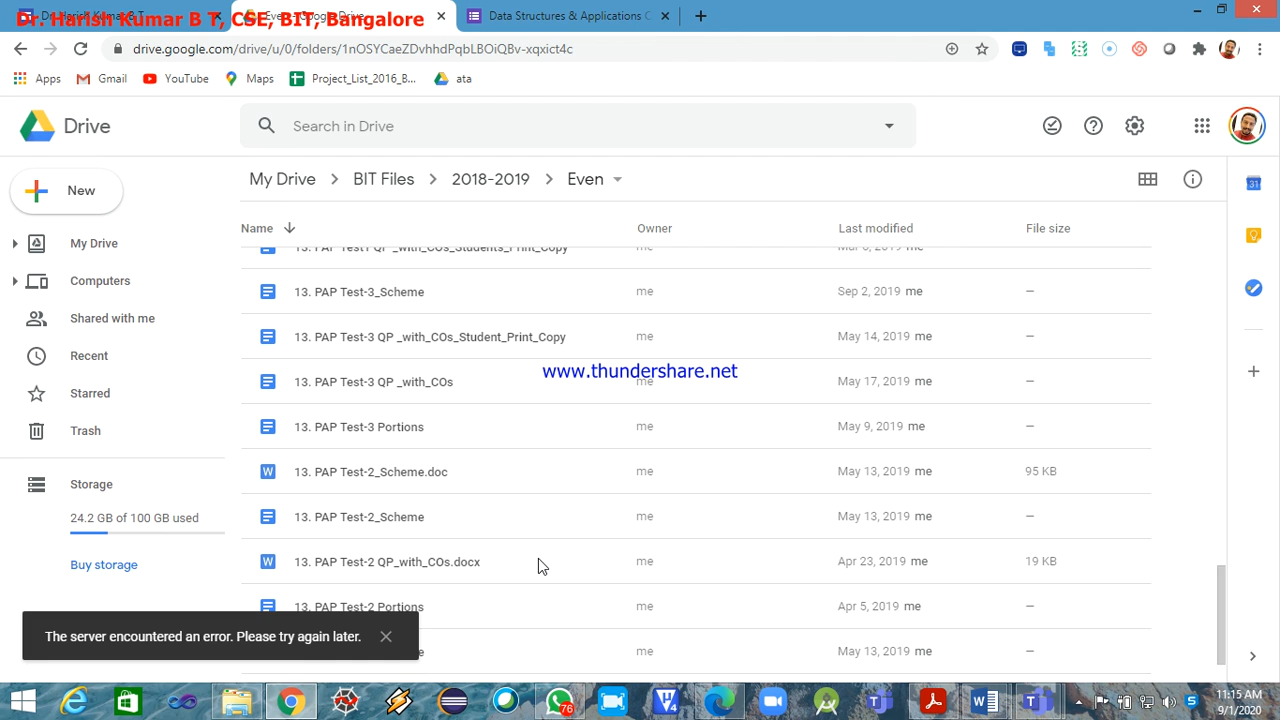 Dr. Harish Kumar B T, CSE, BIT, Bangalore
Data Structures & Applications C
drive.google.com/drive/u/0/folders/1nOSYCaeZDvhhdPqbLBOiQBv-xqxict4c
Apps
Gmail
YouTube
Maps
Project_List_2016_B...
ata
Drive
Search in Drive
New
My Drive
BIT Files
2018-2019
Even
31
My Drive
Computers
Shared with me
Recent
Starred
Trash
Storage
24.2 GB of 100 GB used
Buy storage
Name
Owner
Last modified
File size
13. PAP Test1 QP _with_COs_Students_Print_Copy
13. PAP Test-3_Scheme me Sep 2, 2019 me –
13. PAP Test-3 QP _with_COs_Student_Print_Copy me May 14, 2019 me –
www.thundershare.net
13. PAP Test-3 QP _with_COs me May 17, 2019 me –
13. PAP Test-3 Portions me May 9, 2019 me –
13. PAP Test-2_Scheme.doc me May 13, 2019 me 95 KB
13. PAP Test-2_Scheme me May 13, 2019 me –
13. PAP Test-2 QP_with_COs.docx me Apr 23, 2019 me 19 KB
13. PAP Test-2 Portions me Apr 5, 2019 me –
me May 13, 2019 me –
The server encountered an error. Please try again later.
76
11:15 AM
9/1/2020